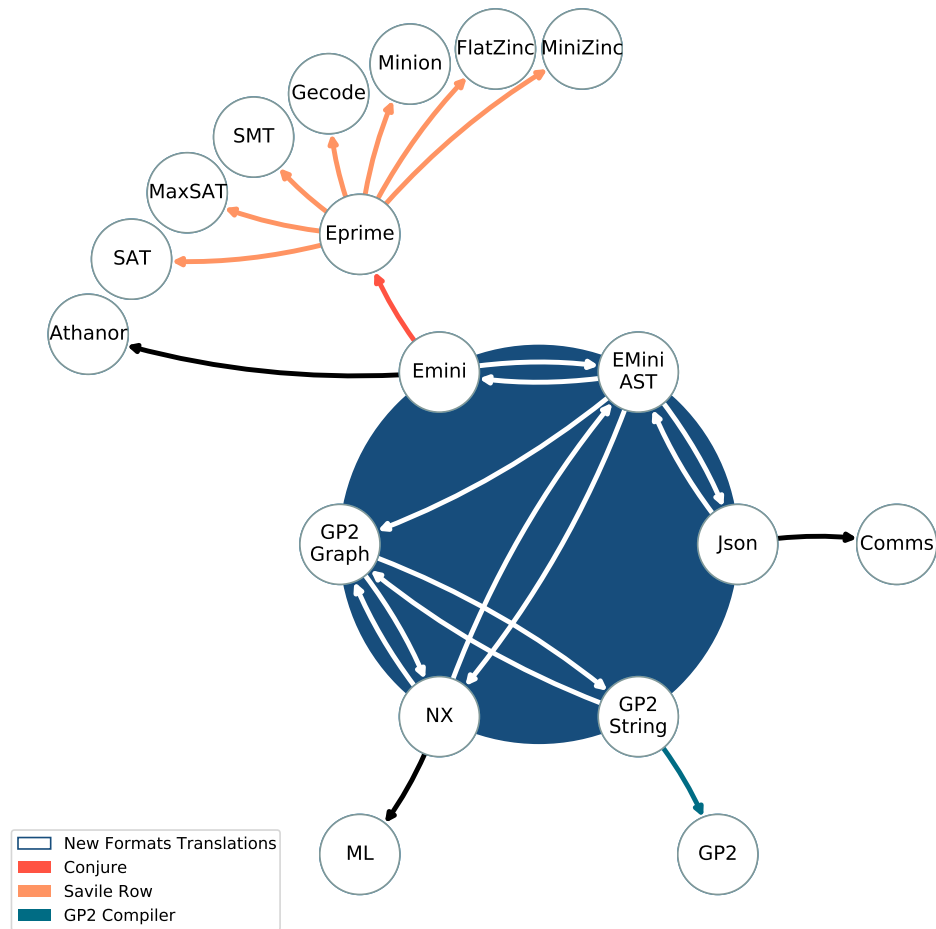 FlatZinc
MiniZinc
Minion
Gecode
SMT
MaxSAT
Eprime
SAT
Athanor
Emini
EMini
AST
GP2
Graph
Json
Comms
NX
GP2
String
ML
GP2
New Formats Translations
Conjure
Savile Row
GP2 Compiler